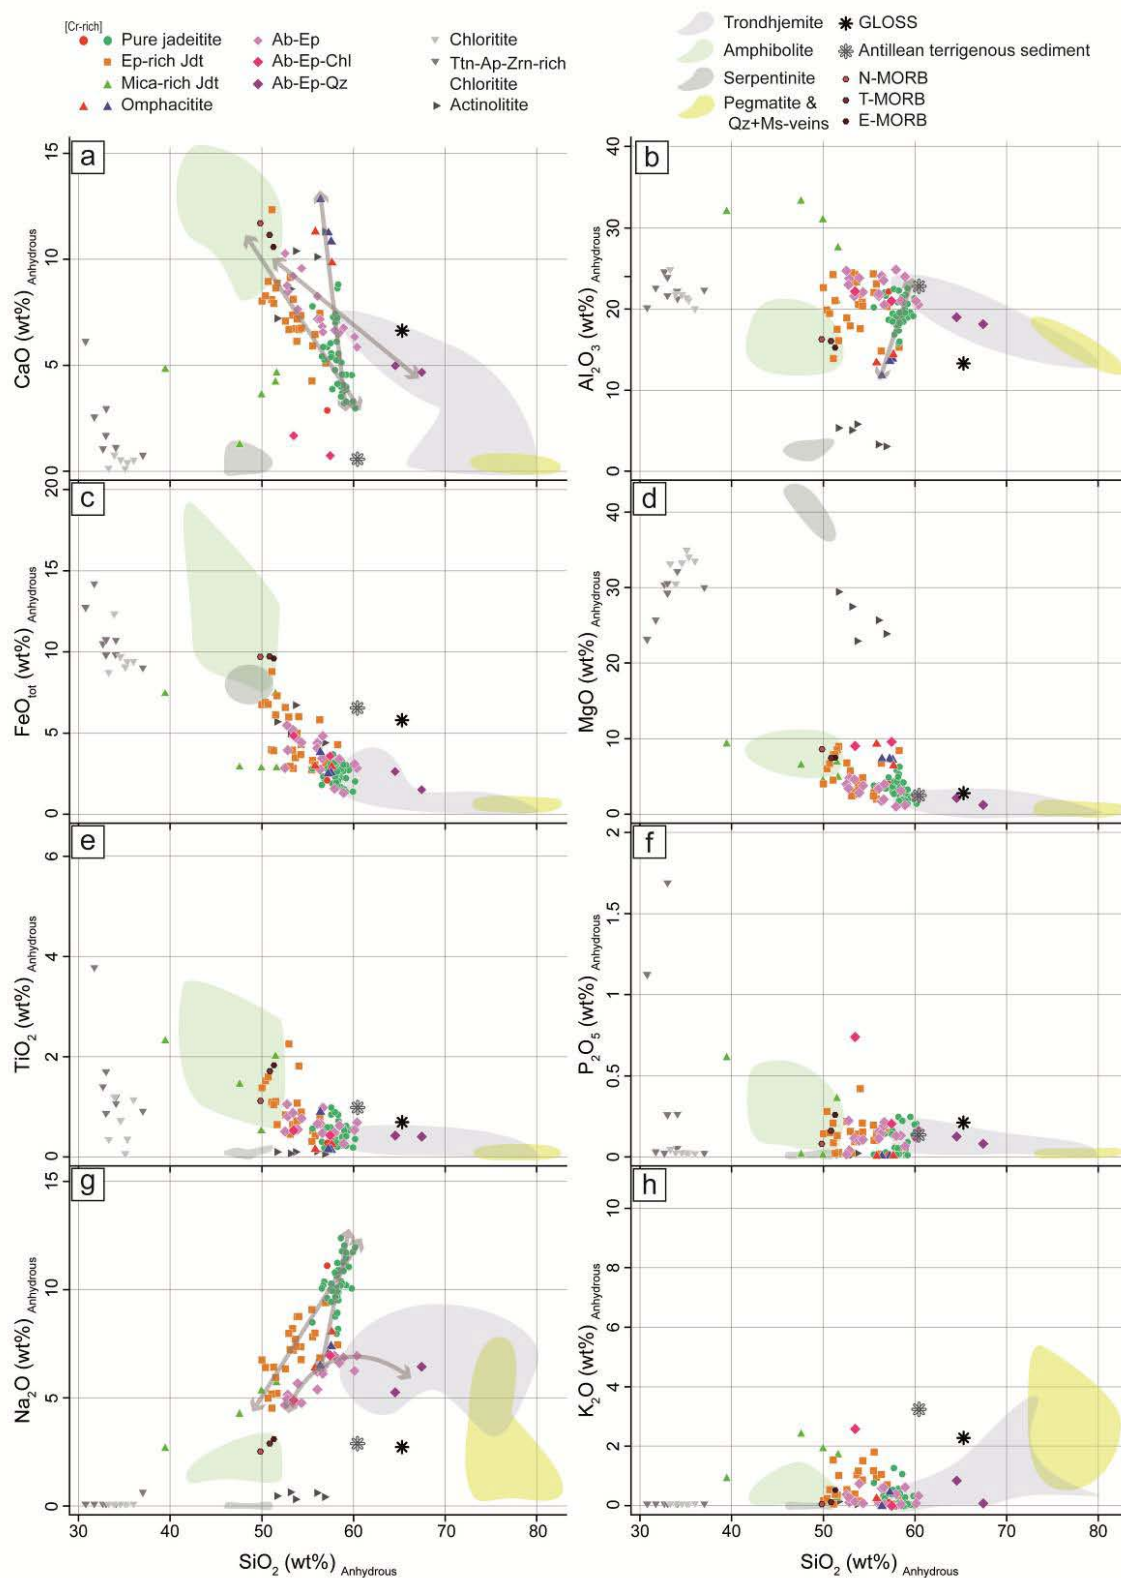 [Cr-rich]
Pure jadeitite
Ep-rich Jdt
Mica-rich Jdt
Omphacitite
Ab-Ep
Ab-Ep-Chl
Ab-Ep-Qz
Chloritite
Ttn-Ap-Zrn-rich
Chloritite
Actinolitite
Trondhjemite
Amphibolite
Serpentinite
Pegmatite &
Qz+Ms-veins
GLOSS
Antillean terrigenous sediment
N-MORB
T-MORB
E-MORB
a
CaO (wt%) Anhydrous
15
10
5
0
b
Al2O3 (wt%) Anhydrous
40
30
20
10
0
c
FeOtot (wt%) Anhydrous
20
15
10
5
0
d
MgO (wt%) Anhydrous
40
30
20
10
0
e
TiO2 (wt%) Anhydrous
6
4
2
0
f
P2O5 (wt%) Anhydrous
2
1.5
1
0.5
0
g
Na2O (wt%) Anhydrous
15
10
5
0
30 40 50 60 70 80
SiO2 (wt%) Anhydrous
h
K2O (wt%) Anhydrous
10
8
6
4
2
0
30 40 50 60 70 80
SiO2 (wt%) Anhydrous